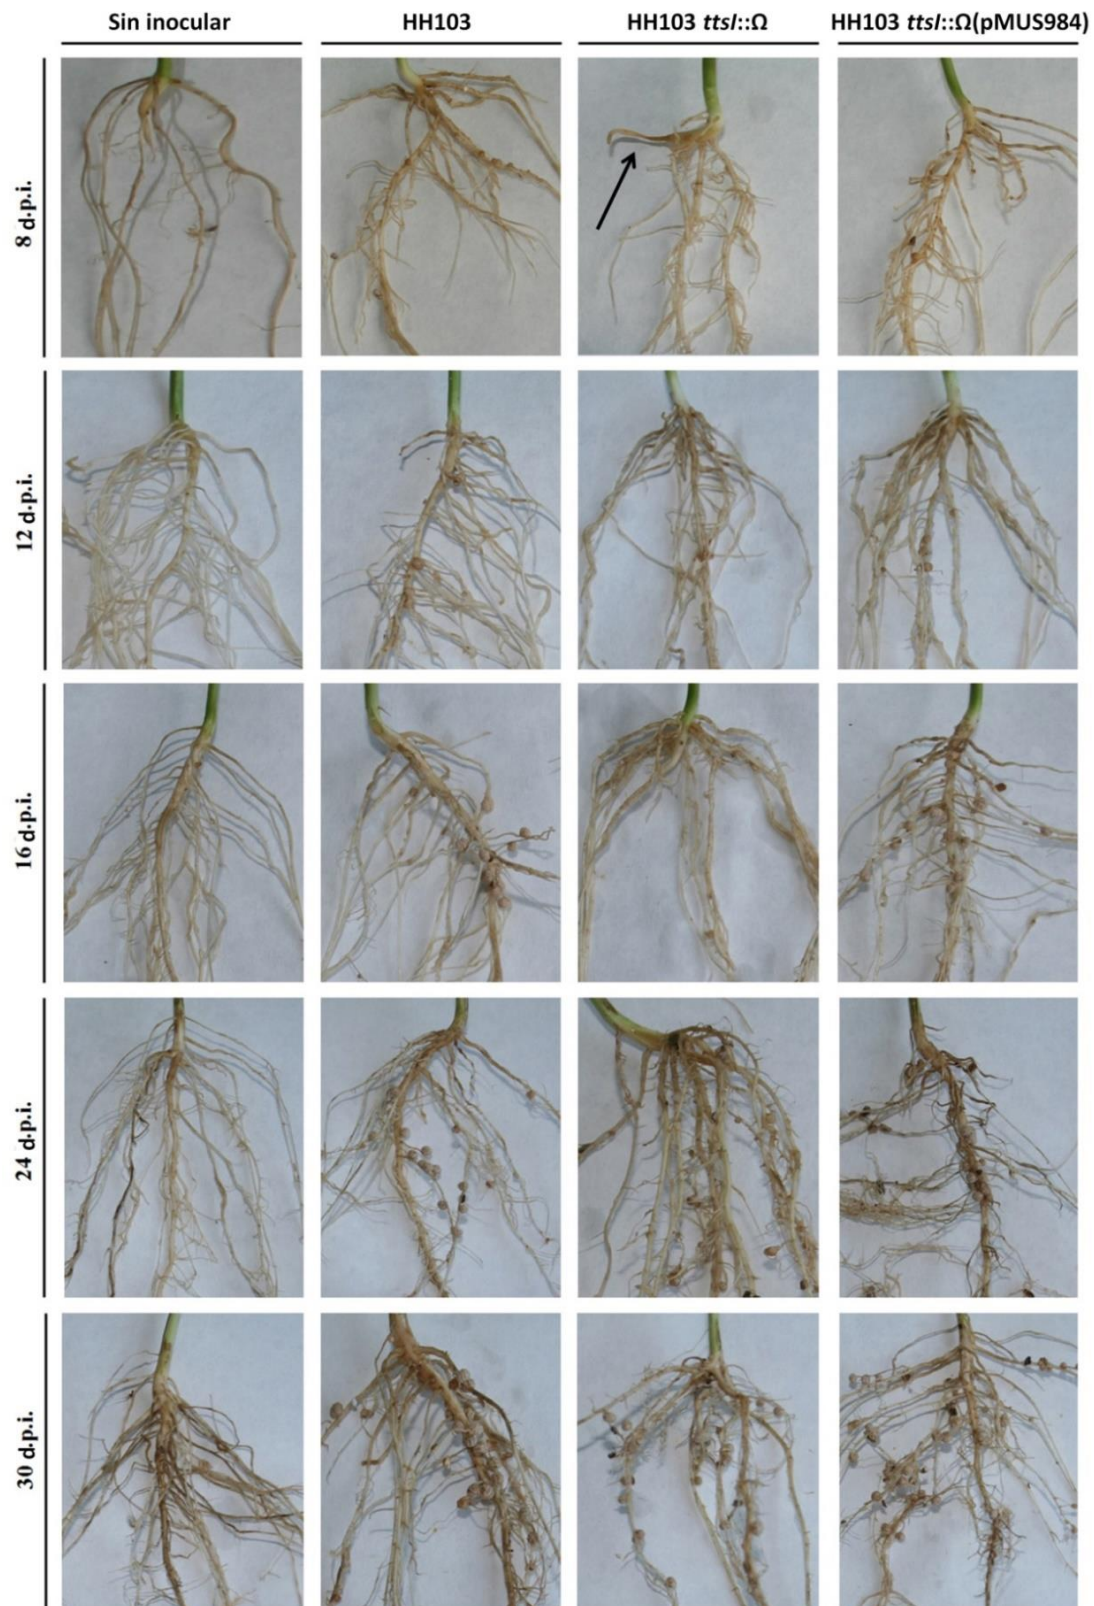 Sin inocular HH103 HH103 ttsI::Ω HH103 ttsI::Ω(pMUS984)
8 d.p.i.
12 d.p.i.
16 d.p.i.
24 d.p.i.
30 d.p.i.